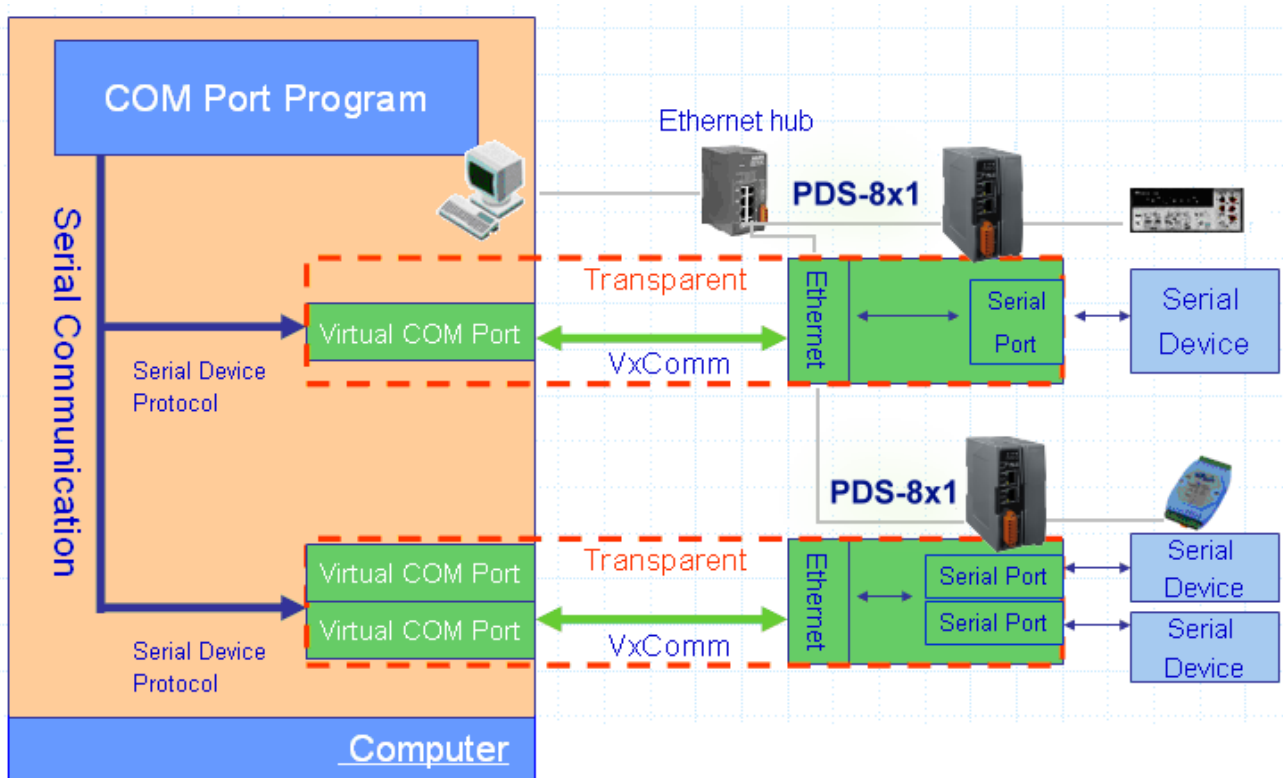 COM Port Program
Ethernet hub
PDS-8x1
Serial Communication
Transparent
Virtual COM Port
VxComm
Ethernet
Serial
Port
Serial
Device
Serial Device
Protocol
PDS-8x1
Transparent
Virtual COM Port
Virtual COM Port
VxComm
Ethernet
Serial Port
Serial Port
Serial
Device
Serial
Device
Serial Device
Protocol
Computer